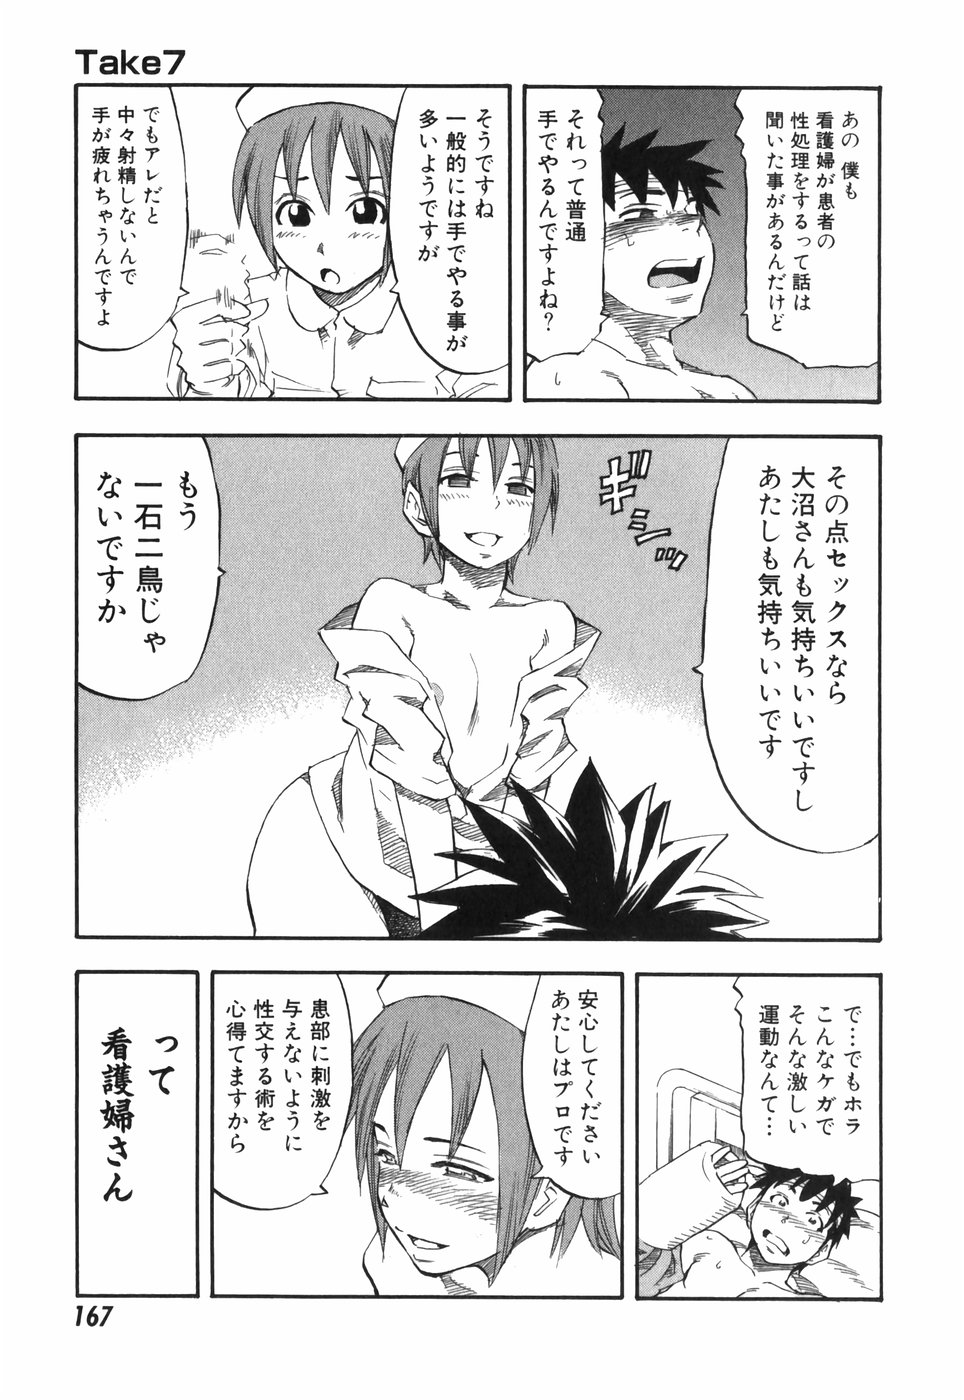 Take7
あの 僕も
看護婦が患者の
性処理をするって話は
聞いた事があるんだけど
それって普通
手でやるんですよね?
そうですね
一般的には手でやる事が
多いようですが
でもアレだと
中々射精しないんで
手が疲れちゃうんですよ
その点セックスなら
大沼さんも気持ちいいですし
あたしも気持ちいいです
ギシッ
もう
一石二鳥じゃ
ないですか
で…でもホラ
こんなケガで
そんな激しい
運動なんて…
安心してください
あたしはプロです
患部に刺激を
与えないように
性交する術を
心得てますから
って
看護婦さん
167